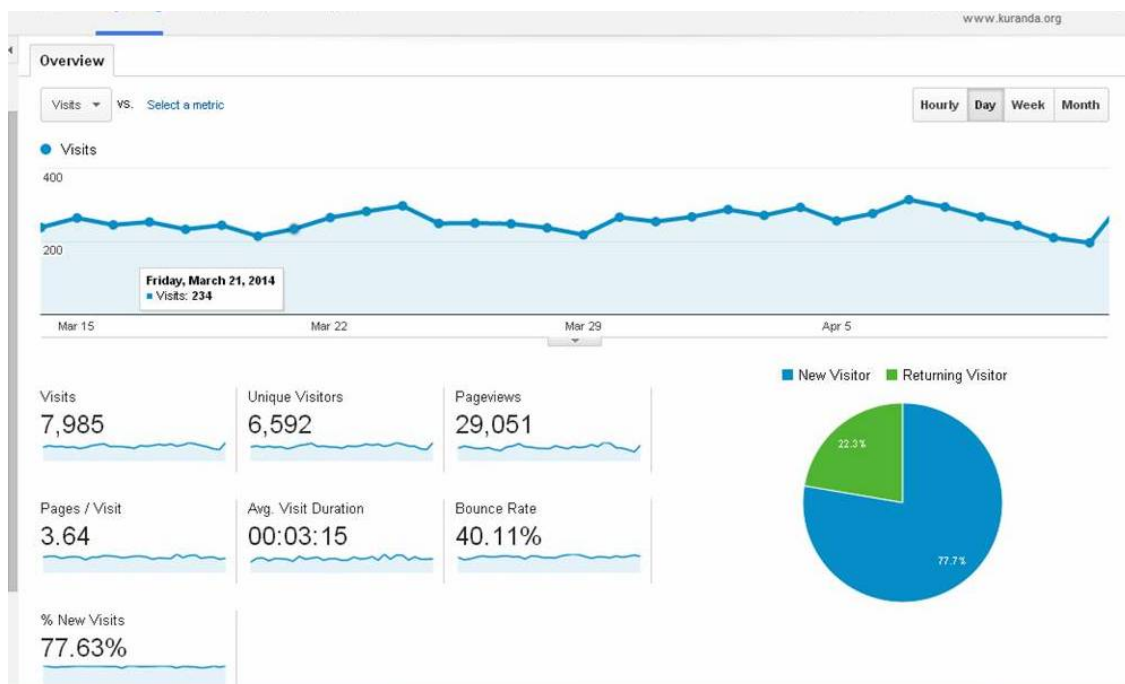 www.kuranda.org
Overview
Visits vs. Select a metric
Hourly Day Week Month
Visits
400
200
Friday, March 21, 2014
Visits: 234
Mar 15 Mar 22 Mar 29 Apr 5
New Visitor Returning Visitor
Visits Unique Visitors Pageviews
7,985 6,592 29,051
22.3%
Pages / Visit Avg. Visit Duration Bounce Rate
3.64 00:03:15 40.11%
77.7%
% New Visits
77.63%